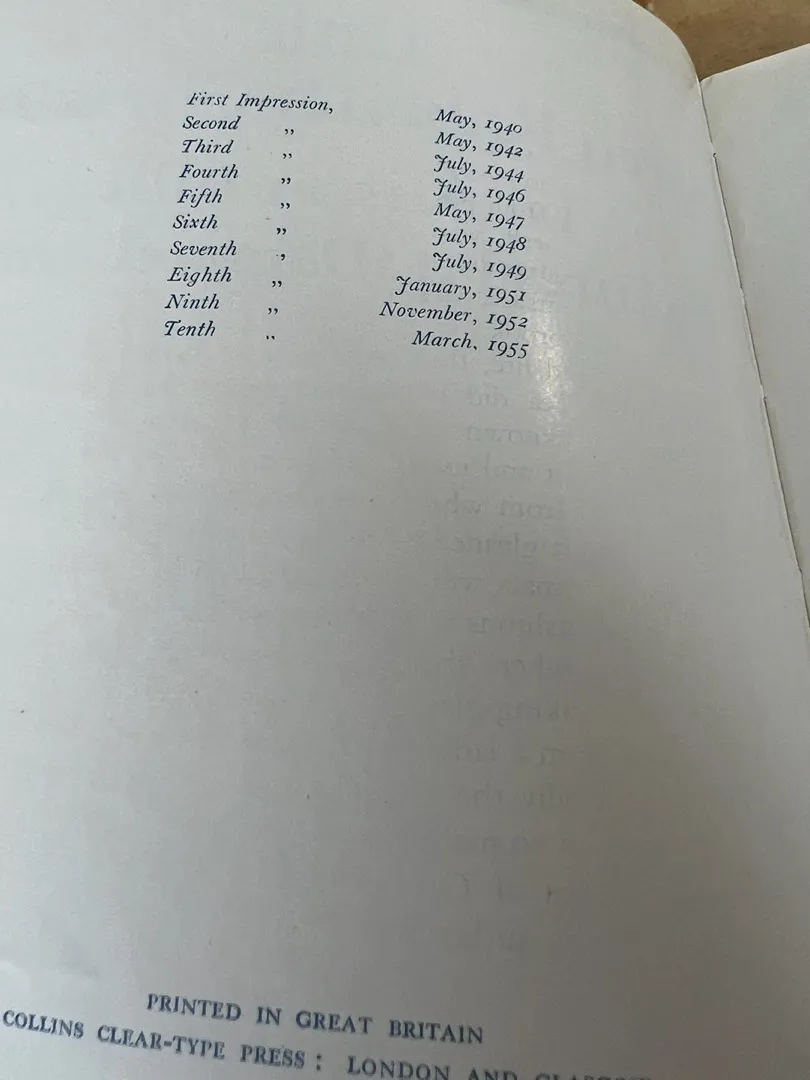 First Impression, May, 1940
Second ,, May, 1942
Third ,, July, 1944
Fourth ,, July, 1946
Fifth ,, May, 1947
Sixth ,, July, 1948
Seventh ,, July, 1949
Eighth ,, January, 1951
Ninth ,, November, 1952
Tenth ,, March, 1955
PRINTED IN GREAT BRITAIN
COLLINS CLEAR-TYPE PRESS : LONDON AND